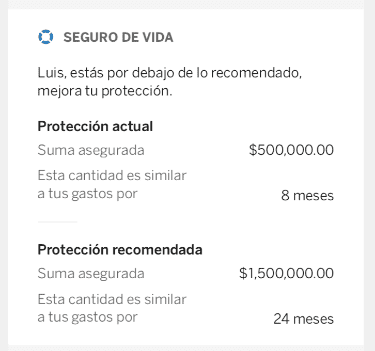 SEGURO DE VIDA
Luis, estás por debajo de lo recomendado,
mejora tu protección.
Protección actual
Suma asegurada $500,000.00
Esta cantidad es similar
a tus gastos por 8 meses
Protección recomendada
Suma asegurada $1,500,000.00
Esta cantidad es similar
a tus gastos por 24 meses